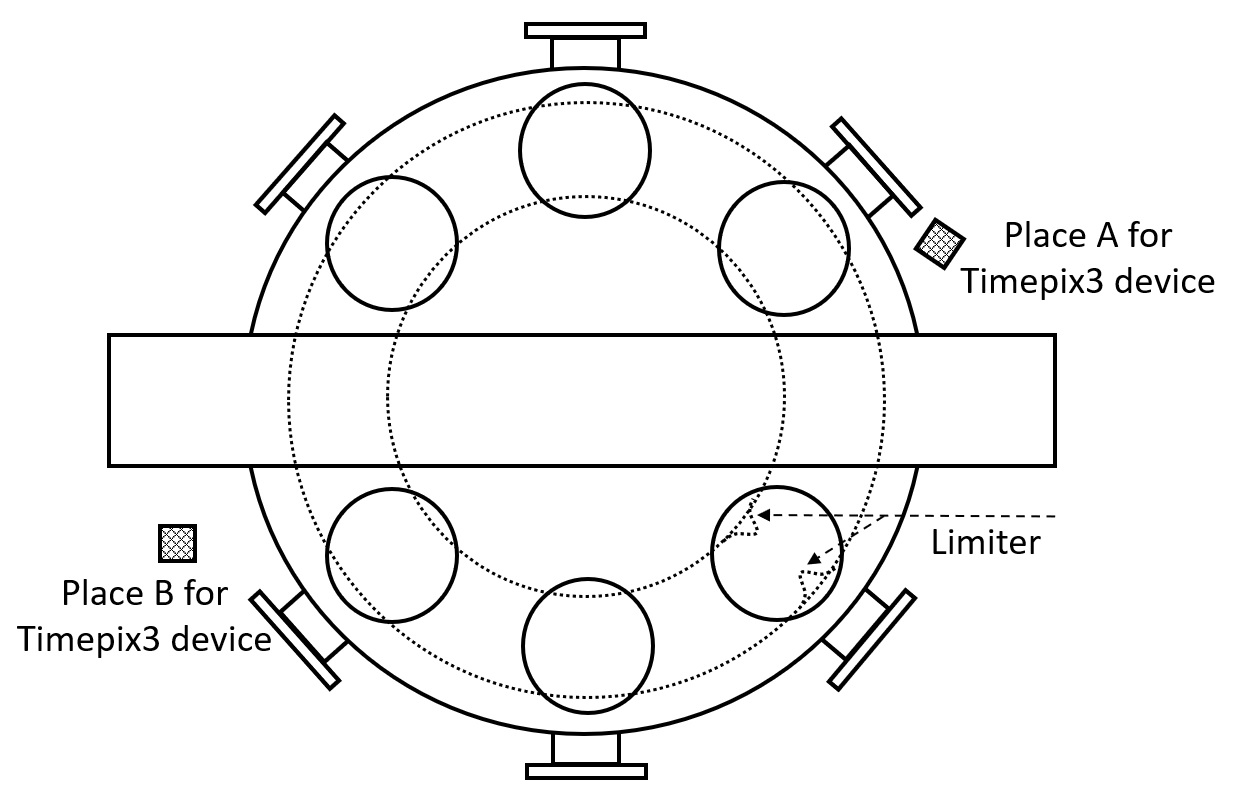 Place A for
Timepix3 device
Limiter
Place B for
Timepix3 device